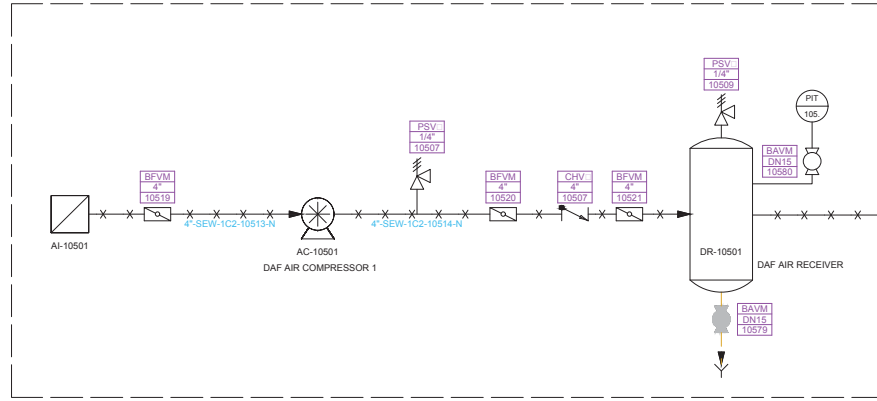 PSV
1/4"
10509
PIT
105.
PSV
1/4"
10507
BAVM
DN15
10580
BFVM
4"
10519
BFVM
4"
10520
CHV
4"
10507
BFVM
4"
10521
4"-SEW-1C2-10513-N
4"-SEW-1C2-10514-N
AI-10501
AC-10501
DAF AIR COMPRESSOR 1
DR-10501
DAF AIR RECEIVER
BAVM
DN15
10579